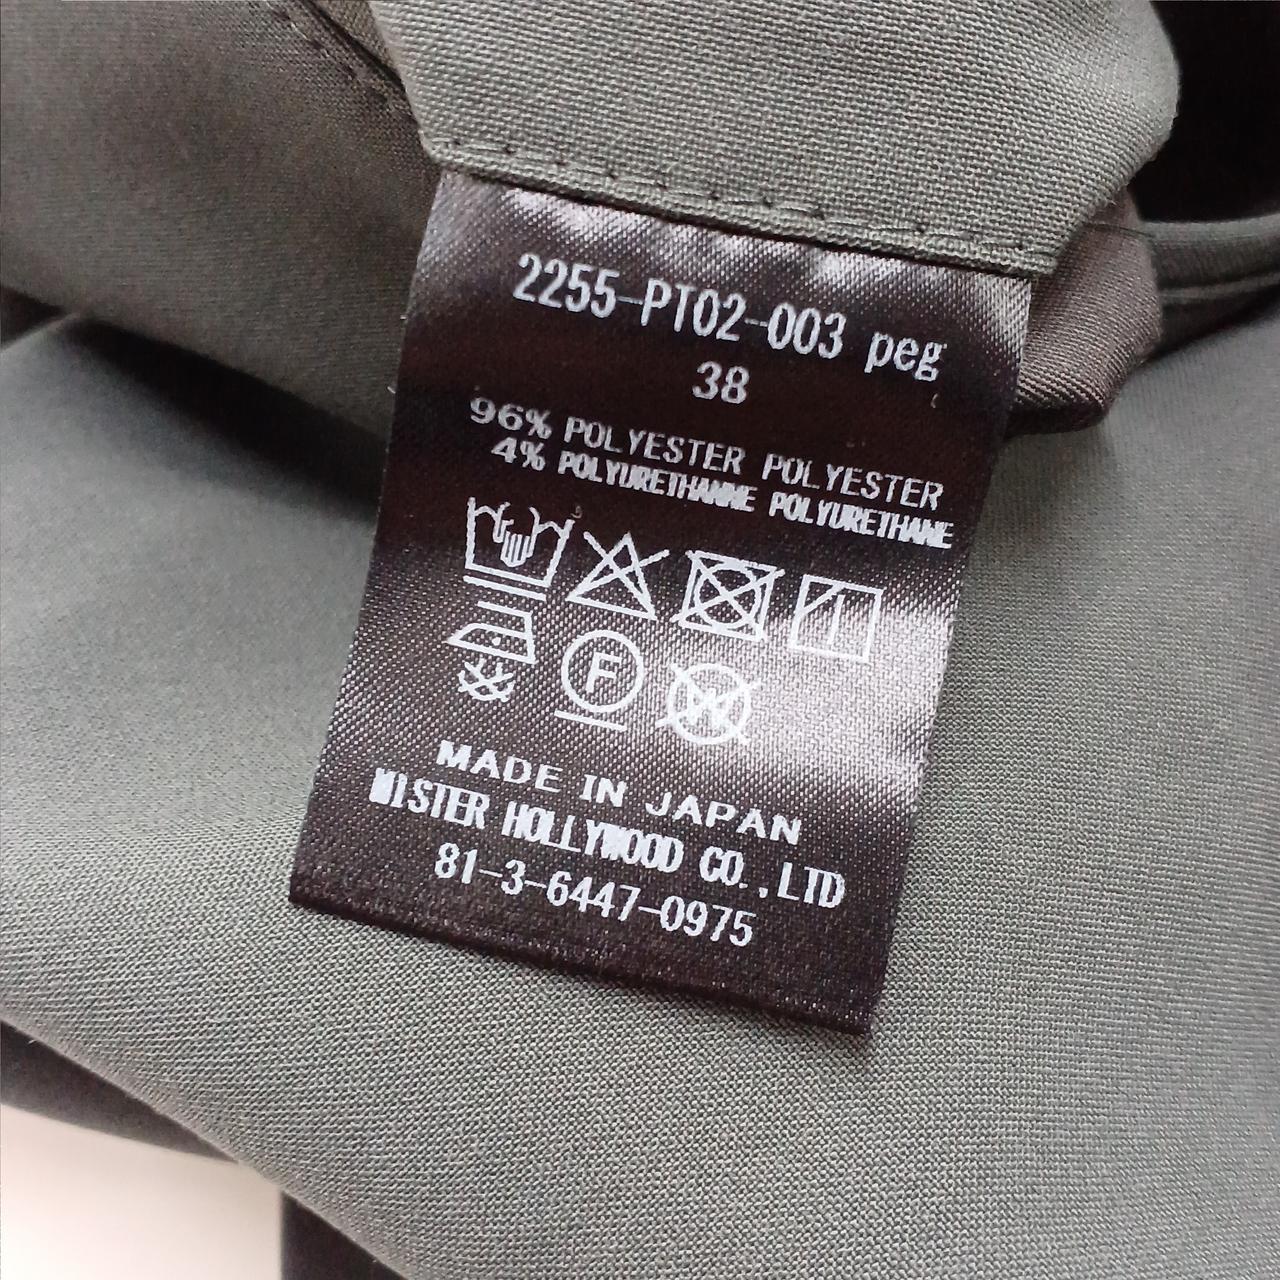 2255-PT02-003 peg
38
96% POLYESTER POLYESTER
4% POLYURETHANNE POLYURETHANE
F
W
MADE IN JAPAN
MISTER HOLLYWOOD CO.,LTD
81-3-6447-0975